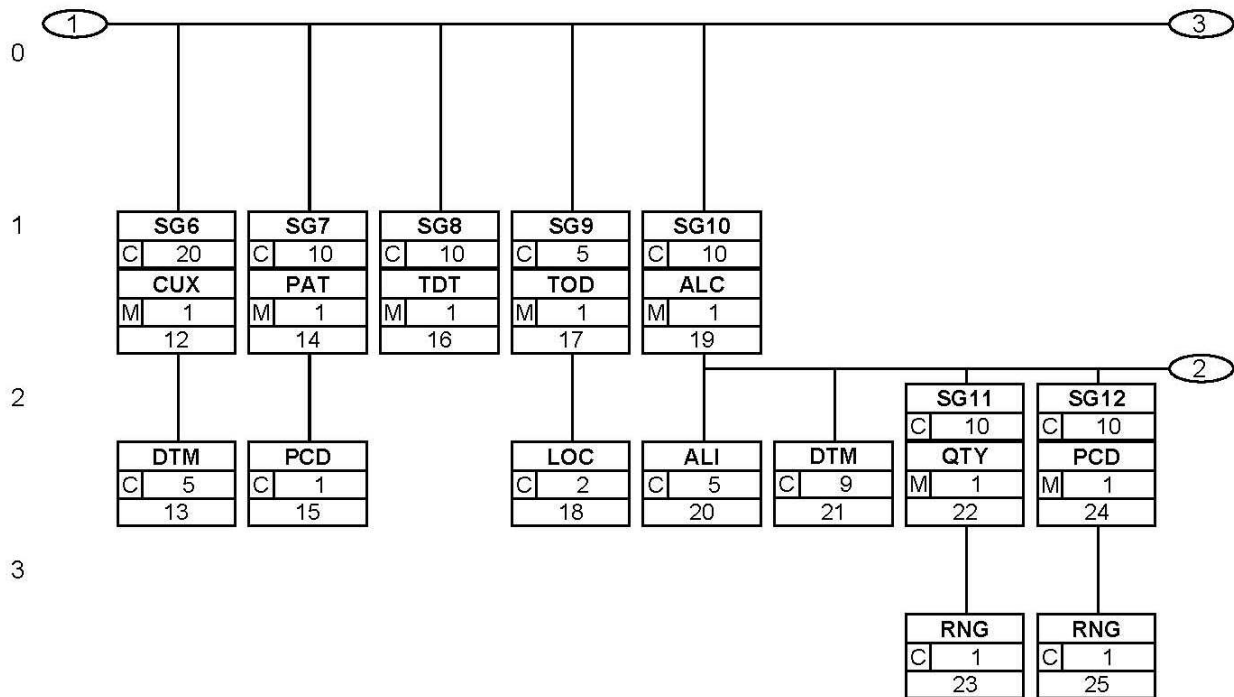 1 3
0
1
SG6 SG7 SG8 SG9 SG10
C 20 C 10 C 10 C 5 C 10
CUX PAT TDT TOD ALC
M 1 M 1 M 1 M 1 M 1
12 14 16 17 19
2
2
SG11 SG12
C 10 C 10
DTM PCD LOC ALI DTM QTY PCD
C 5 C 1 C 2 C 5 C 9 M 1 M 1
13 15 18 20 21 22 24
3
RNG RNG
C 1 C 1
23 25